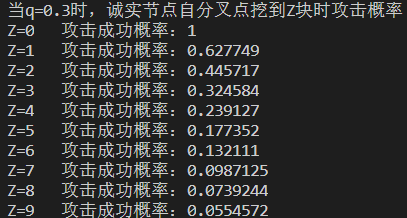 当q=0.3时，诚实节点自分叉点挖到Z块时攻击概率
Z=0 攻击成功概率：1
Z=1 攻击成功概率：0.627749
Z=2 攻击成功概率：0.445717
Z=3 攻击成功概率：0.324584
Z=4 攻击成功概率：0.239127
Z=5 攻击成功概率：0.177352
Z=6 攻击成功概率：0.132111
Z=7 攻击成功概率：0.0987125
Z=8 攻击成功概率：0.0739244
Z=9 攻击成功概率：0.0554572